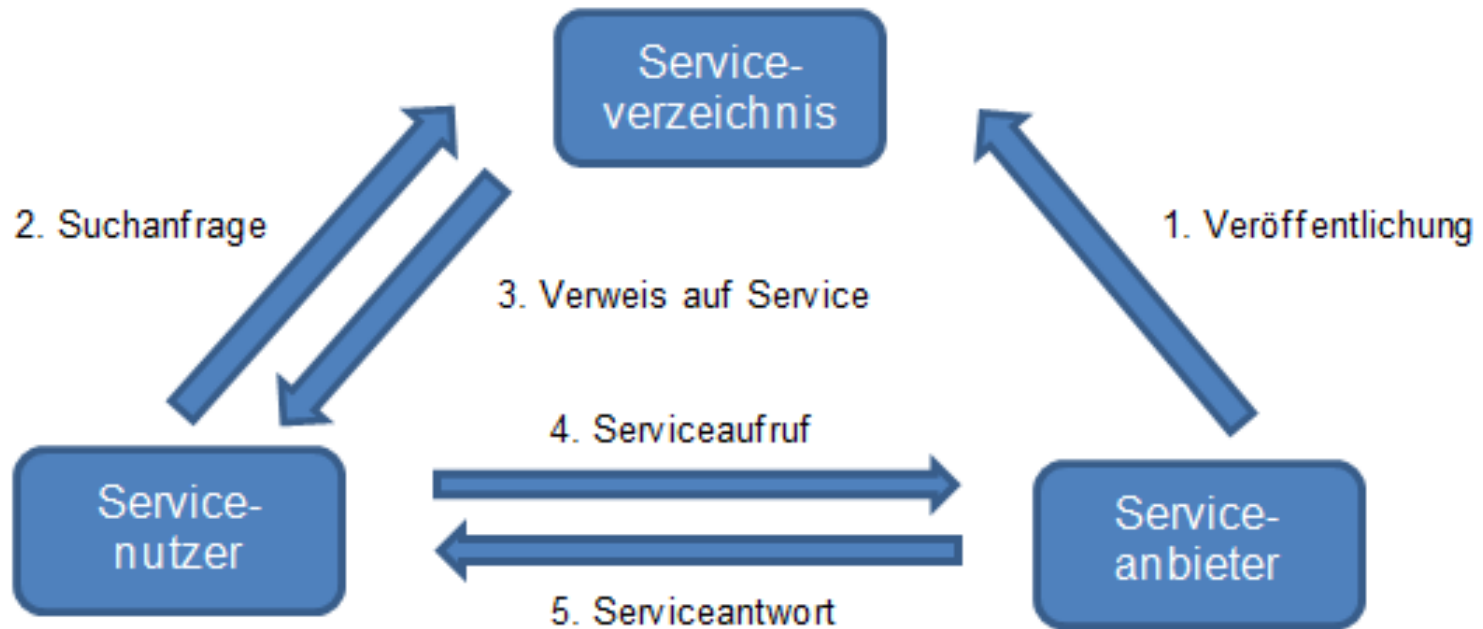 Service-
verzeichnis
2. Suchanfrage
1. Veröffentlichung
3. Verweis auf Service
4. Serviceaufruf
Service-
nutzer
Service-
anbieter
5. Serviceantwort